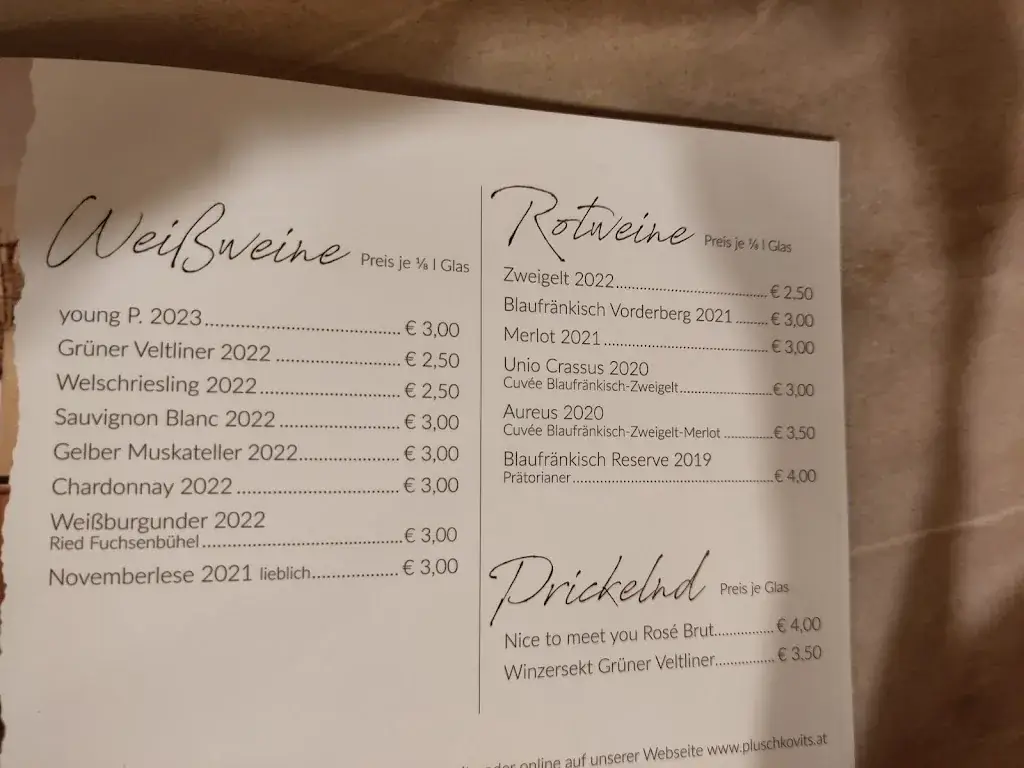 Weißweine Preis je ⅛ l Glas
young P. 2023 € 3,00
Grüner Veltliner 2022 € 2,50
Welschriesling 2022 € 2,50
Sauvignon Blanc 2022 € 3,00
Gelber Muskateller 2022 € 3,00
Chardonnay 2022 € 3,00
Weißburgunder 2022
Ried Fuchsenbühel € 3,00
Novemberlese 2021 lieblich € 3,00
Rotweine Preis je ⅛ l Glas
Zweigelt 2022 € 2,50
Blaufränkisch Vorderberg 2021 € 3,00
Merlot 2021 € 3,00
Unio Crassus 2020
Cuvée Blaufränkisch-Zweigelt € 3,00
Aureus 2020
Cuvée Blaufränkisch-Zweigelt-Merlot € 3,50
Blaufränkisch Reserve 2019
Prätorianer € 4,00
Prickelnd Preis je Glas
Nice to meet you Rosé Brut € 4,00
Winzersekt Grüner Veltliner € 3,50
online auf unserer Webseite www.pluschkovits.at